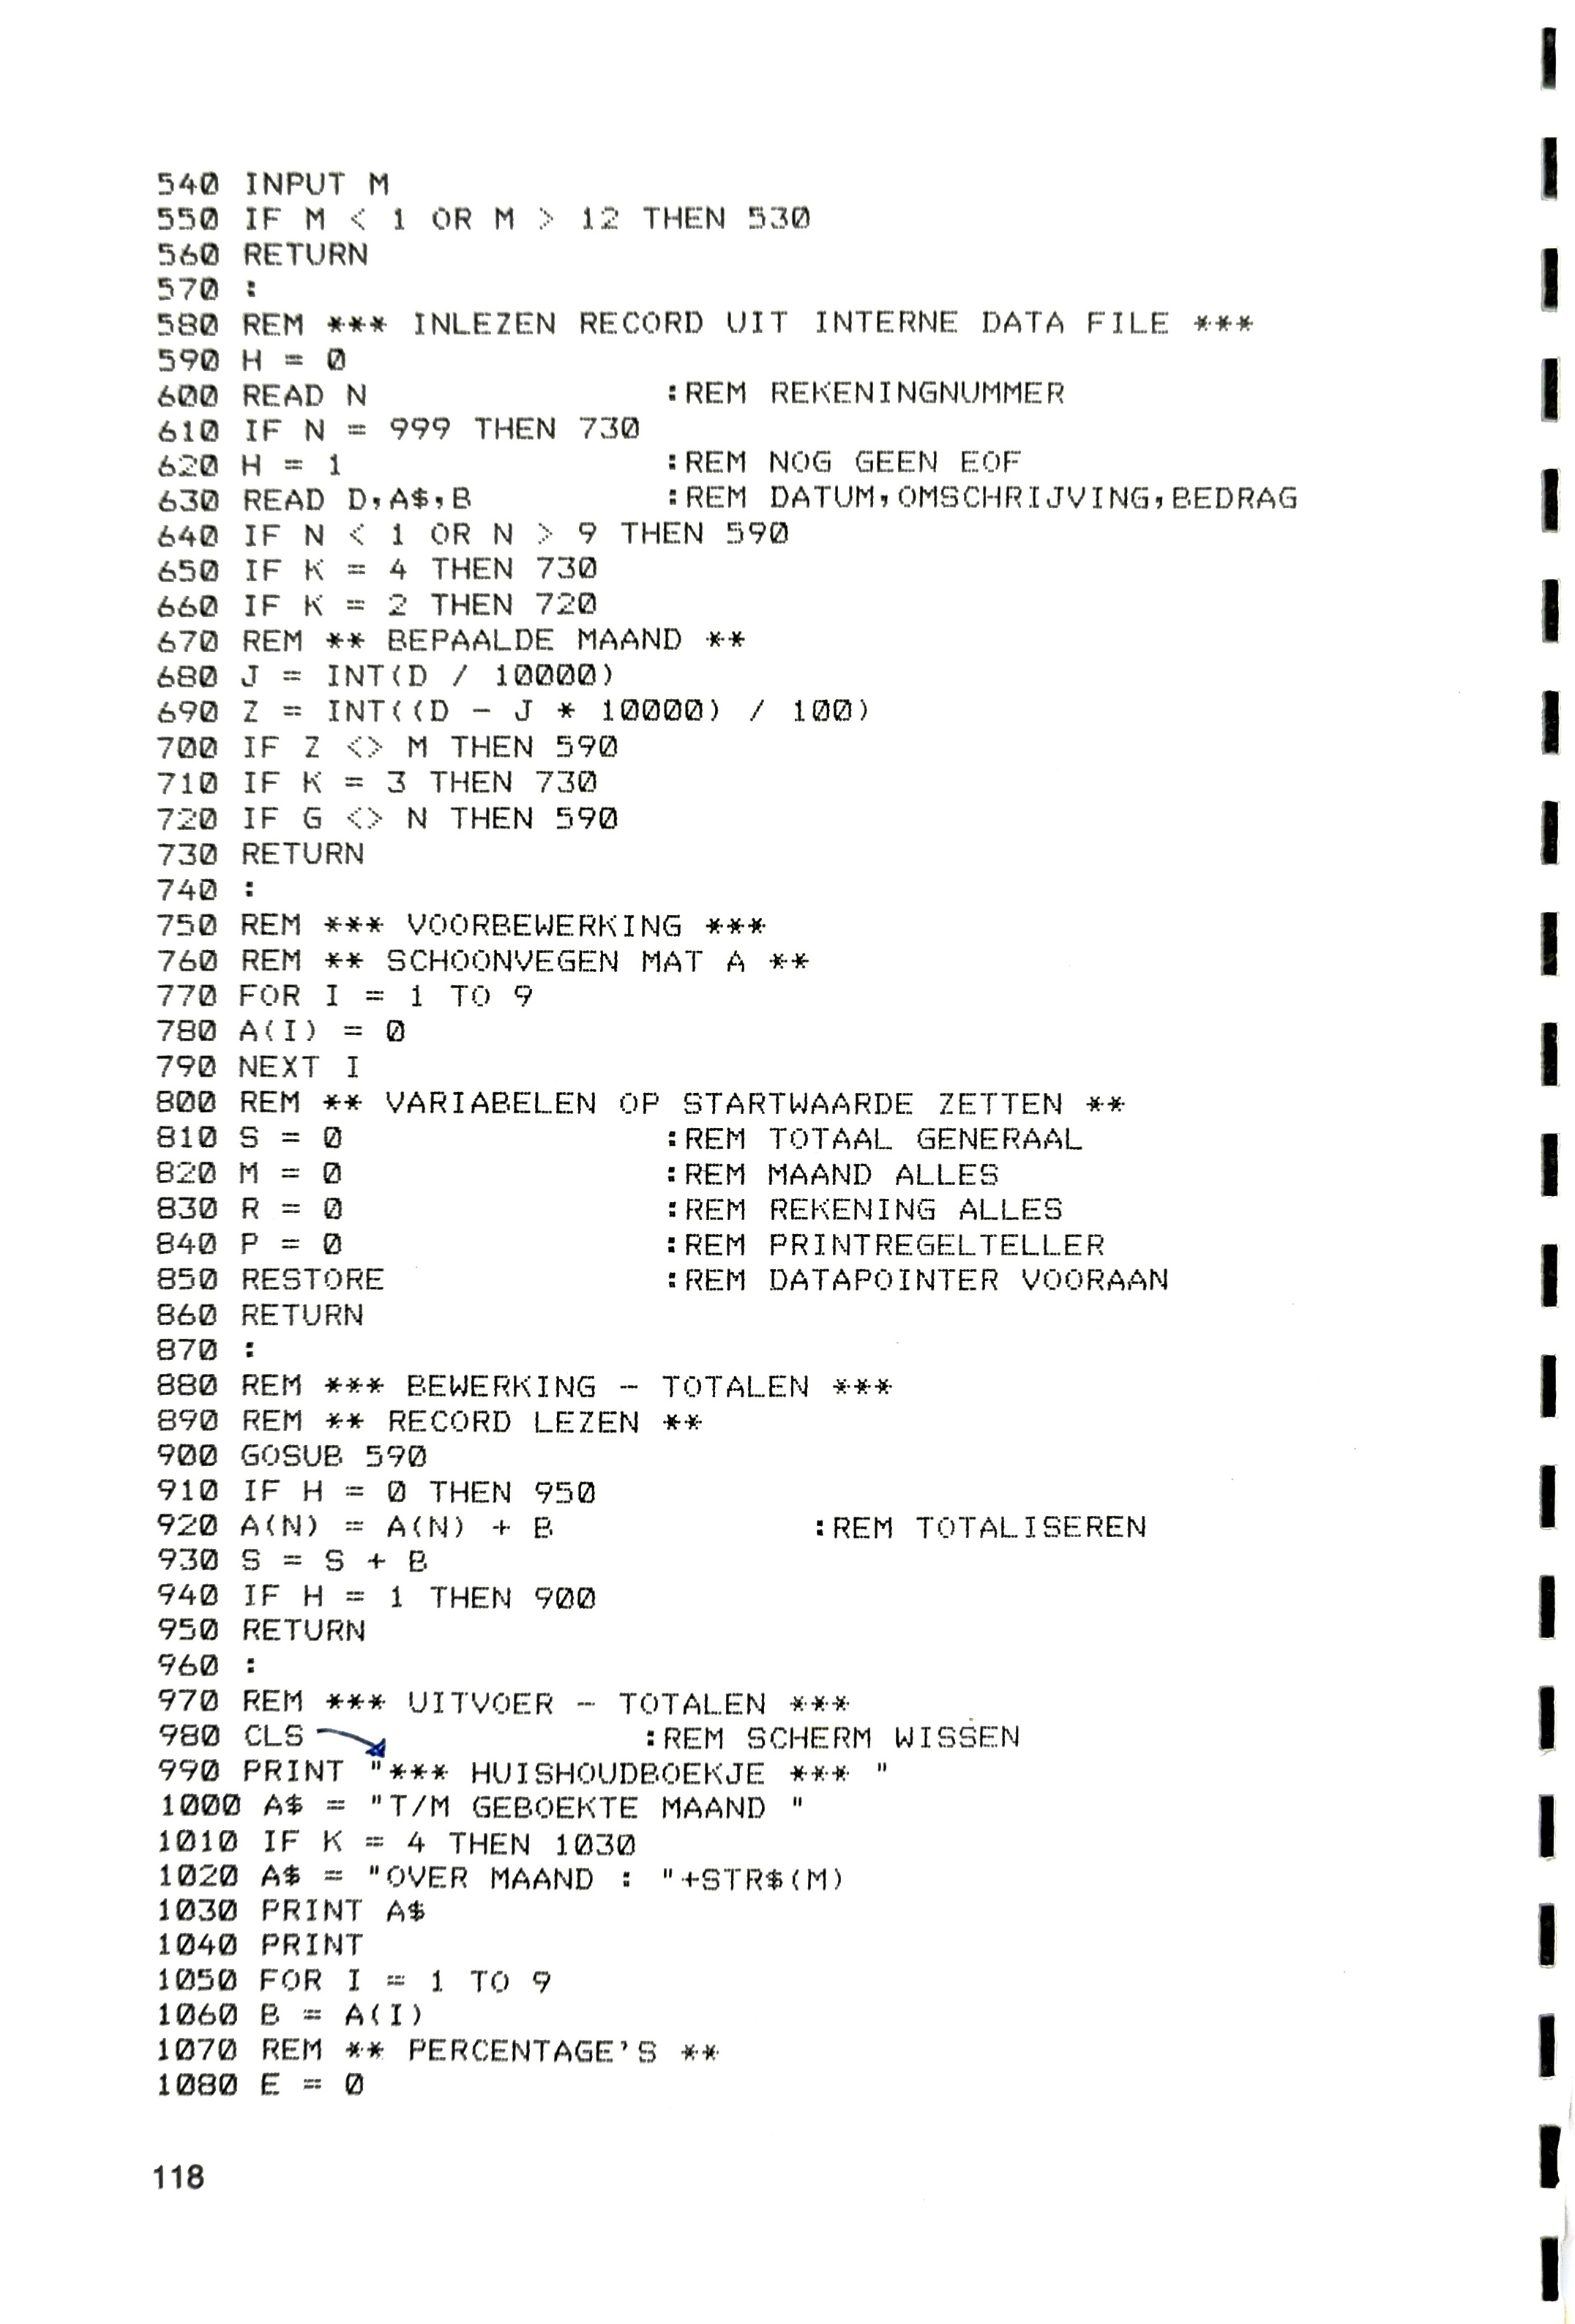 540 INPUT M
550 IF M < 1 OR M > 12 THEN 530
560 RETURN
570 :
580 REM *** INLEZEN RECORD UIT INTERNE DATA FILE ***
590 H = 0
600 READ N :REM REKENINGNUMMER
610 IF N = 999 THEN 730
620 H = 1 :REM NOG GEEN EOF
630 READ D,A$,B :REM DATUM,OMSCHRIJVING,BEDRAG
640 IF N < 1 OR N > 9 THEN 590
650 IF K = 4 THEN 730
660 IF K = 2 THEN 720
670 REM ** BEPAALDE MAAND **
680 J = INT(D / 10000)
690 Z = INT((D - J * 10000) / 100)
700 IF Z <> M THEN 590
710 IF K = 3 THEN 730
720 IF G <> N THEN 590
730 RETURN
740 :
750 REM *** VOORBEWERKING ***
760 REM ** SCHOONVEGEN MAT A **
770 FOR I = 1 TO 9
780 A(I) = 0
790 NEXT I
800 REM ** VARIABELEN OP STARTWAARDE ZETTEN **
810 S = 0 :REM TOTAAL GENERAAL
820 M = 0 :REM MAAND ALLES
830 R = 0 :REM REKENING ALLES
840 P = 0 :REM PRINTREGELTELLER
850 RESTORE :REM DATAPOINTER VOORAAN
860 RETURN
870 :
880 REM *** BEWERKING - TOTALEN ***
890 REM ** RECORD LEZEN **
900 GOSUB 590
910 IF H = 0 THEN 950
920 A(N) = A(N) + B :REM TOTALISEREN
930 S = S + B
940 IF H = 1 THEN 900
950 RETURN
960 :
970 REM *** UITVOER - TOTALEN ***
980 CLS :REM SCHERM WISSEN
990 PRINT "*** HUISHOUDBOEKJE *** "
1000 A$ = "T/M GEBOEKTE MAAND "
1010 IF K = 4 THEN 1030
1020 A$ = "OVER MAAND : "+STR$(M)
1030 PRINT A$
1040 PRINT
1050 FOR I = 1 TO 9
1060 B = A(I)
1070 REM ** PERCENTAGE'S **
1080 E = 0
118